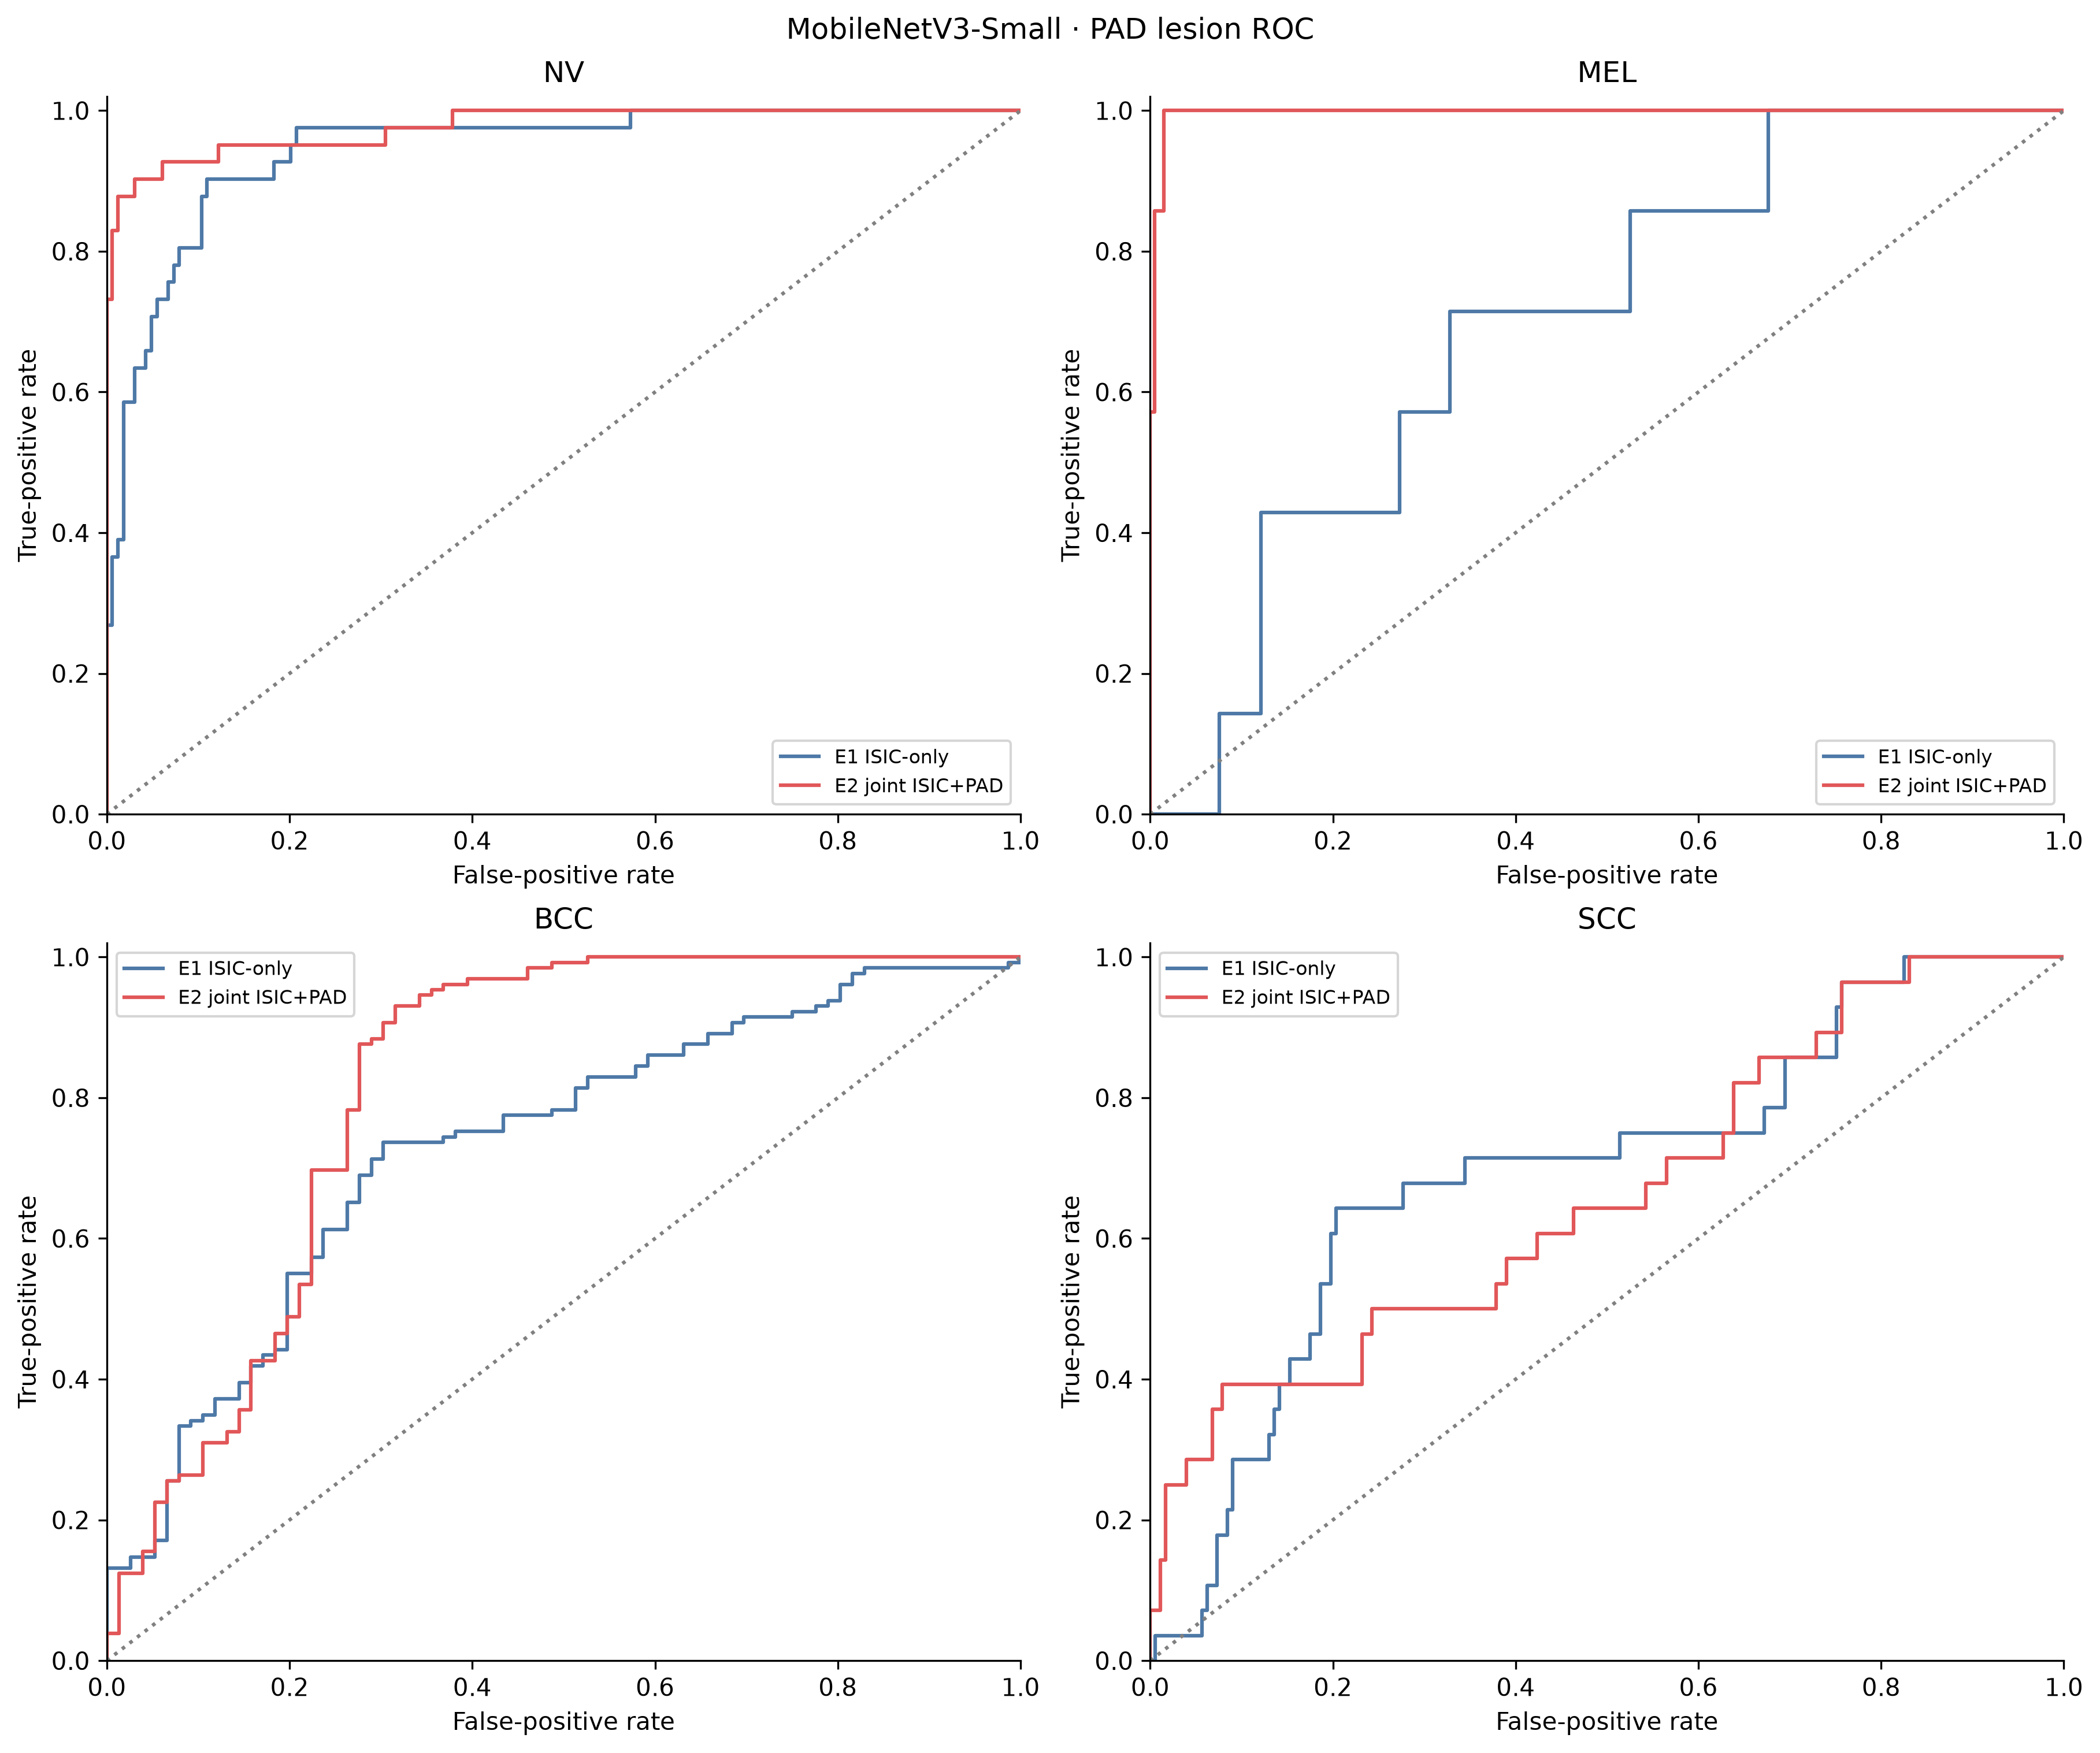 MobileNetV3-Small · PAD lesion ROC
NV
True-positive rate
1.0
0.8
0.6
0.4
0.2
0.0
0.0 0.2 0.4 0.6 0.8 1.0
False-positive rate
E1 ISIC-only
E2 joint ISIC+PAD
MEL
True-positive rate
1.0
0.8
0.6
0.4
0.2
0.0
0.0 0.2 0.4 0.6 0.8 1.0
False-positive rate
E1 ISIC-only
E2 joint ISIC+PAD
BCC
True-positive rate
1.0
0.8
0.6
0.4
0.2
0.0
0.0 0.2 0.4 0.6 0.8 1.0
False-positive rate
E1 ISIC-only
E2 joint ISIC+PAD
SCC
True-positive rate
1.0
0.8
0.6
0.4
0.2
0.0
0.0 0.2 0.4 0.6 0.8 1.0
False-positive rate
E1 ISIC-only
E2 joint ISIC+PAD